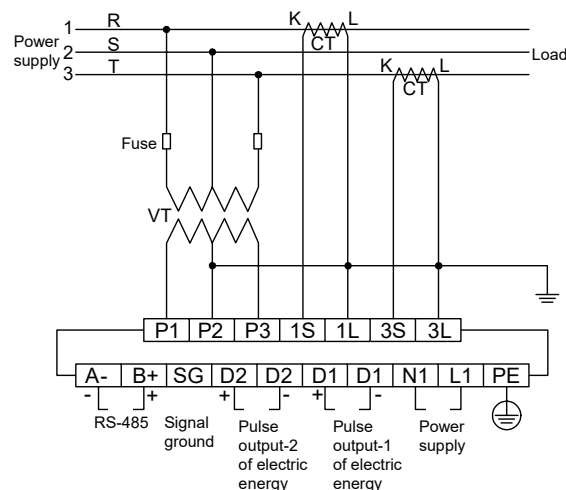 1 R K L
Power supply 2 S CT Load
3 T K L
CT
Fuse
VT
P1 P2 P3 1S 1L 3S 3L
A- B+ SG D2 D2 D1 D1 N1 L1 PE
- + + - + -
RS-485 Signal ground Pulse output-2 of electric energy Pulse output-1 of electric energy Power supply